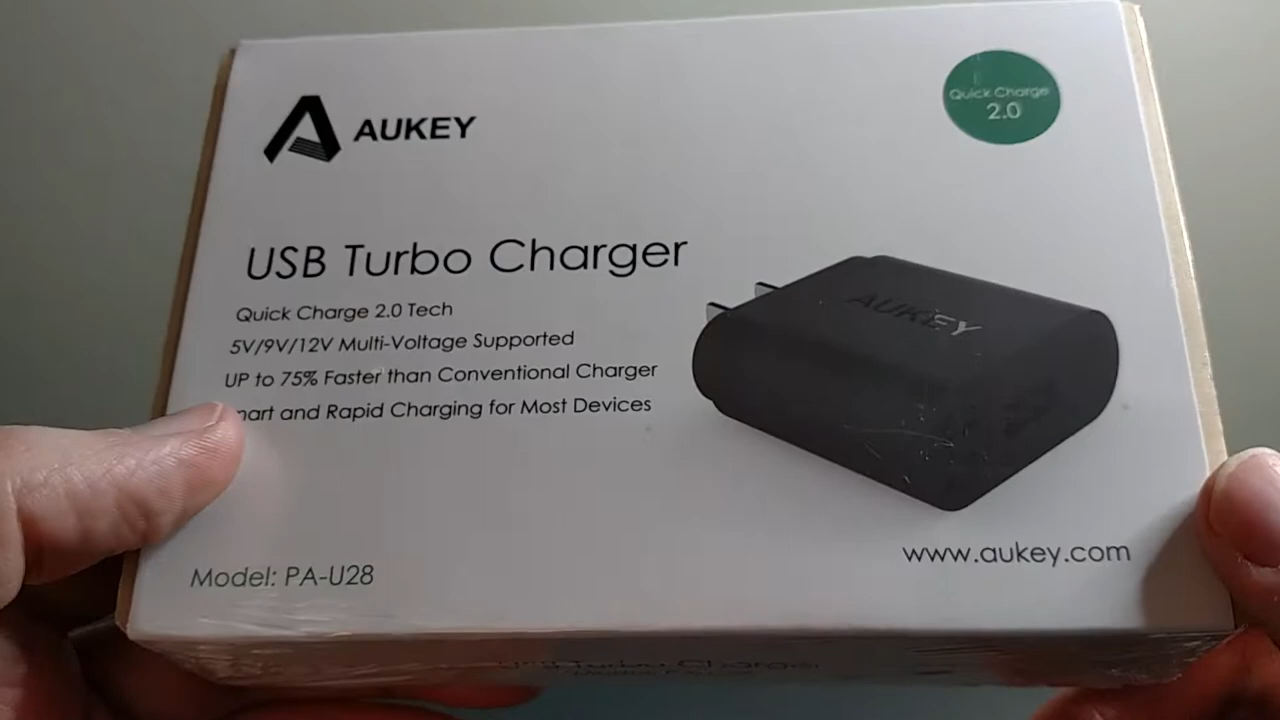 AUKEY
Quick Charge
2.0
USB Turbo Charger
Quick Charge 2.0 Tech
5V/9V/12V Multi-Voltage Supported
UP to 75% Faster than Conventional Charger
and Rapid Charging for Most Devices
AUKEY
www.aukey.com
Model: PA-U28
Turbo Charger